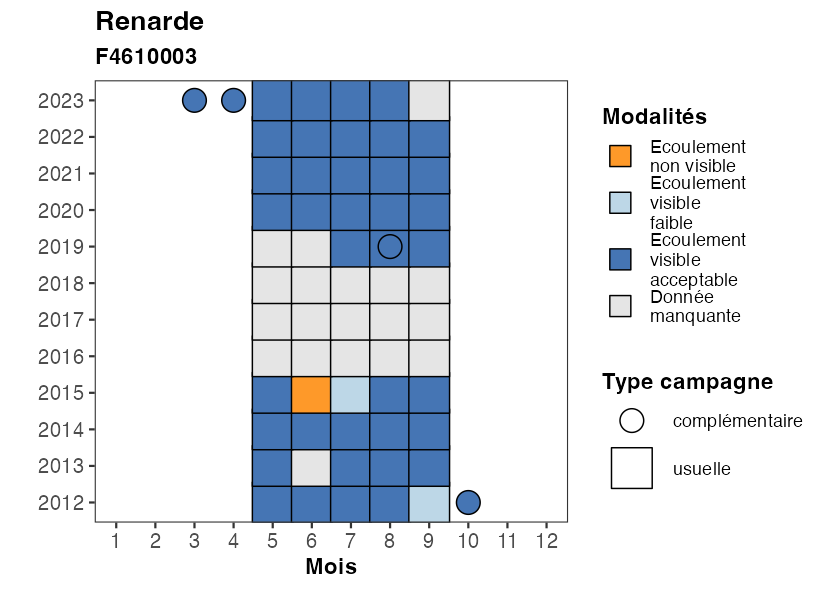 Renarde
F4610003
2023
2022
2021
2020
2019
2018
2017
2016
2015
2014
2013
2012
1 2 3 4 5 6 7 8 9 10 11 12
Mois
Modalités
Ecoulement
non visible
Ecoulement
visible
faible
Ecoulement
visible
acceptable
Donnée
manquante
Type campagne
complémentaire
usuelle